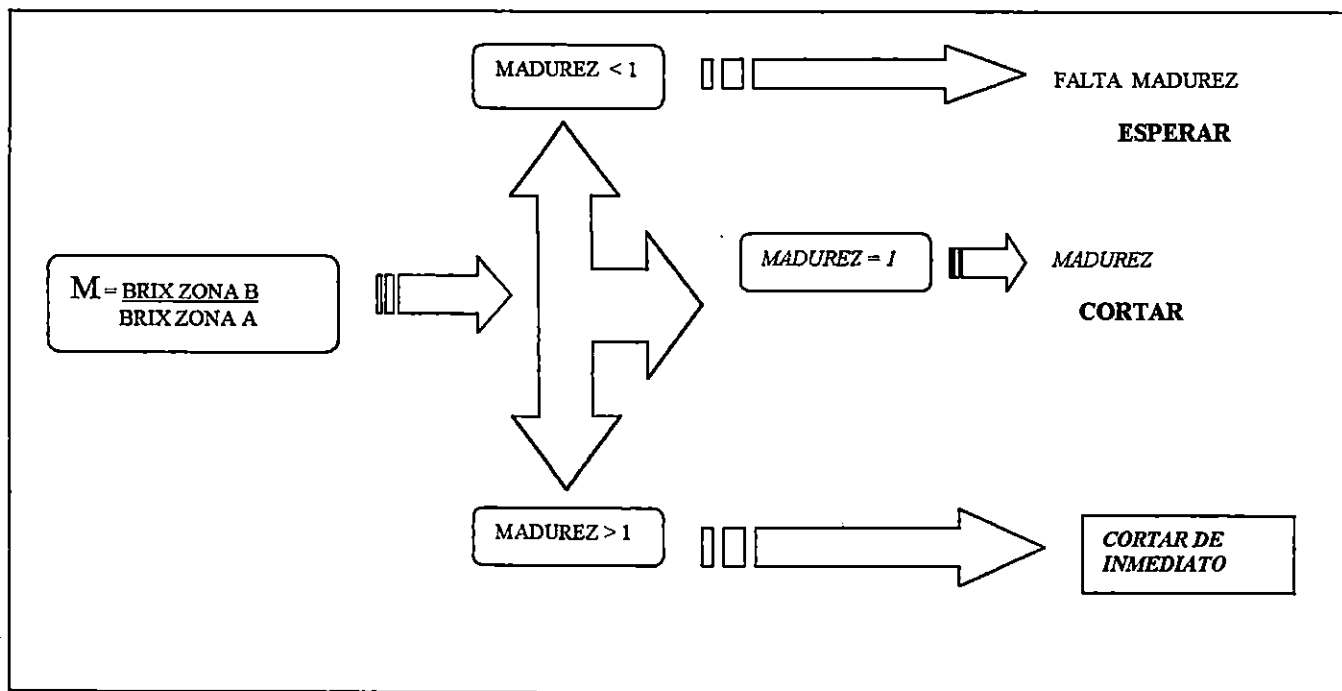 MADUREZ < 1
FALTA MADUREZ
ESPERAR
M = BRIX ZONA B
BRIX ZONA A
MADUREZ = 1
MADUREZ
CORTAR
MADUREZ > 1
CORTAR DE
INMEDIATO